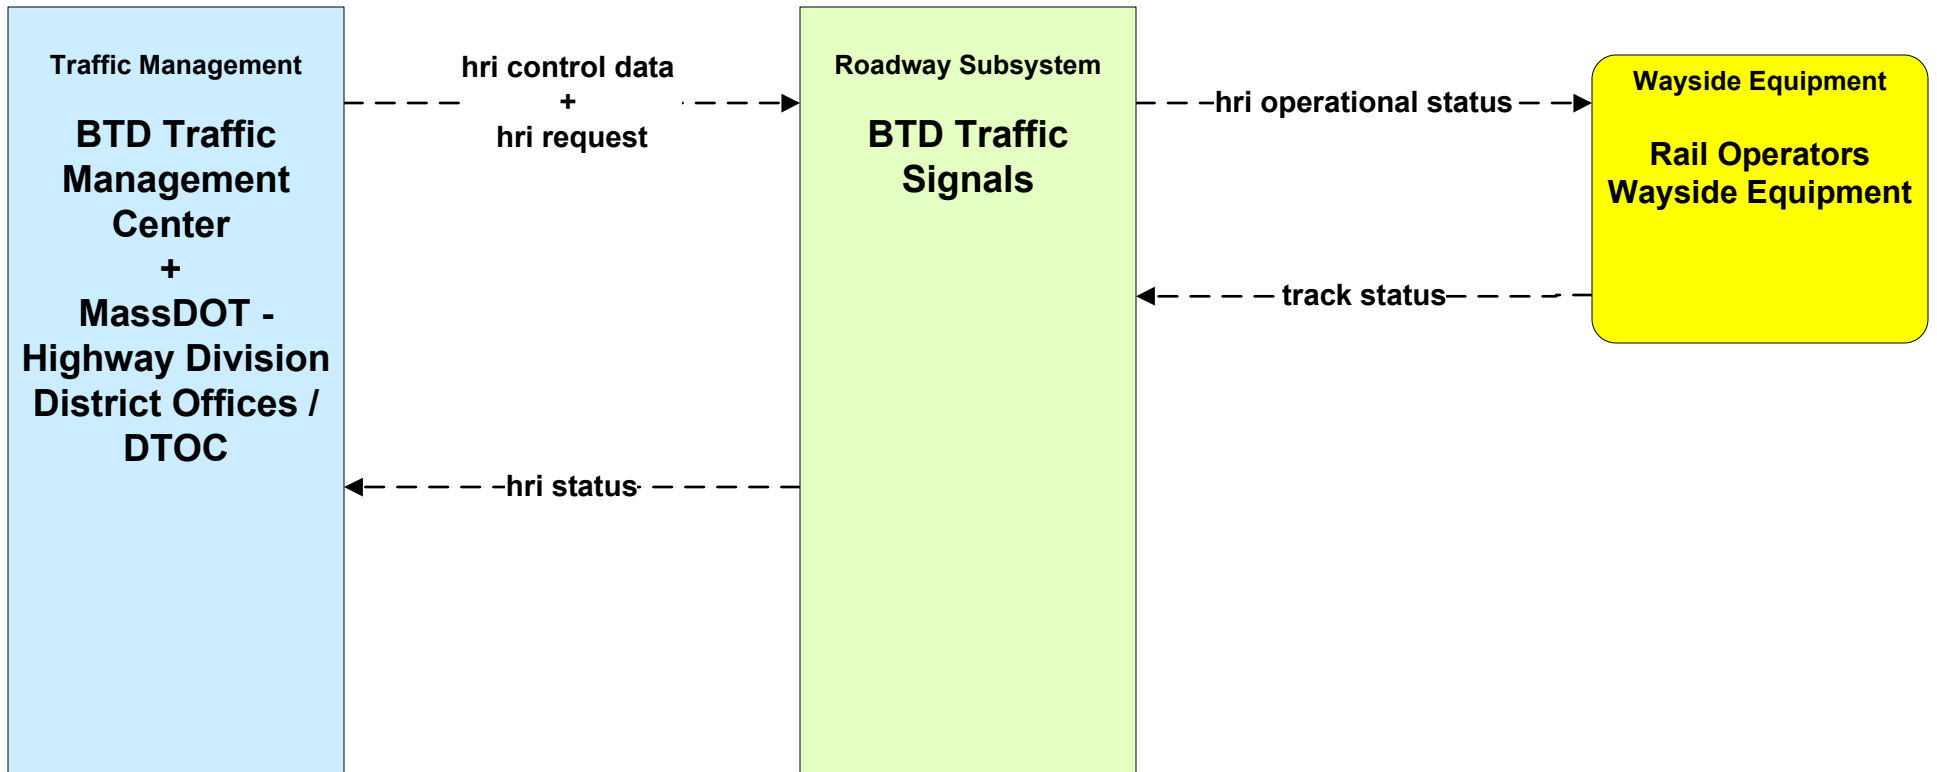 Traffic Management
BTD Traffic
Management
Center
+
MassDOT -
Highway Division
District Offices /
DTOC
hri control data
+
hri request
hri status
Roadway Subsystem
BTD Traffic
Signals
hri operational status
track status
Wayside Equipment
Rail Operators
Wayside Equipment